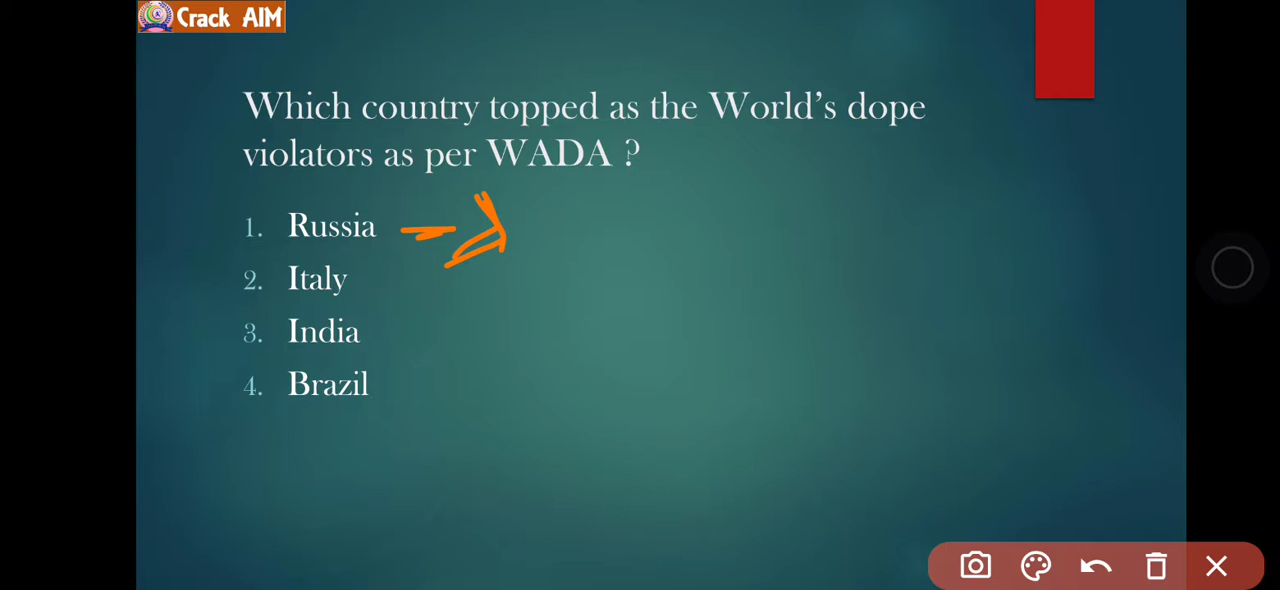 Crack AIM
Which country topped as the World's dope
violators as per WADA ?
1. Russia
2. Italy
3. India
4. Brazil